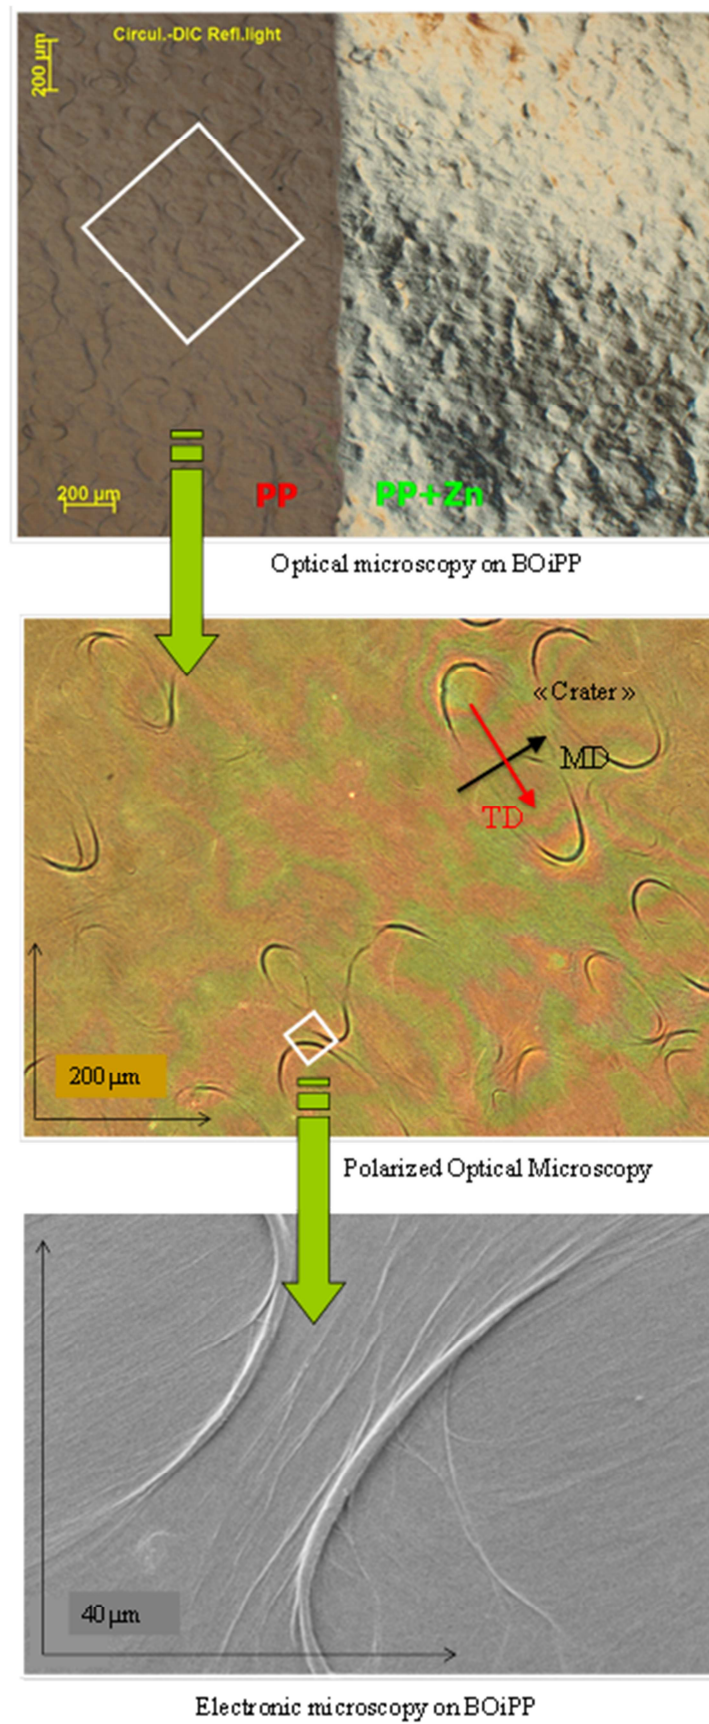 Circul.-DIC Refl.light
200 µm
200 µm
PP
PP+Zn
Optical microscopy on BOiPP
« Crater »
MD
TD
200 µm
Polarized Optical Microscopy
40 µm
Electronic microscopy on BOiPP